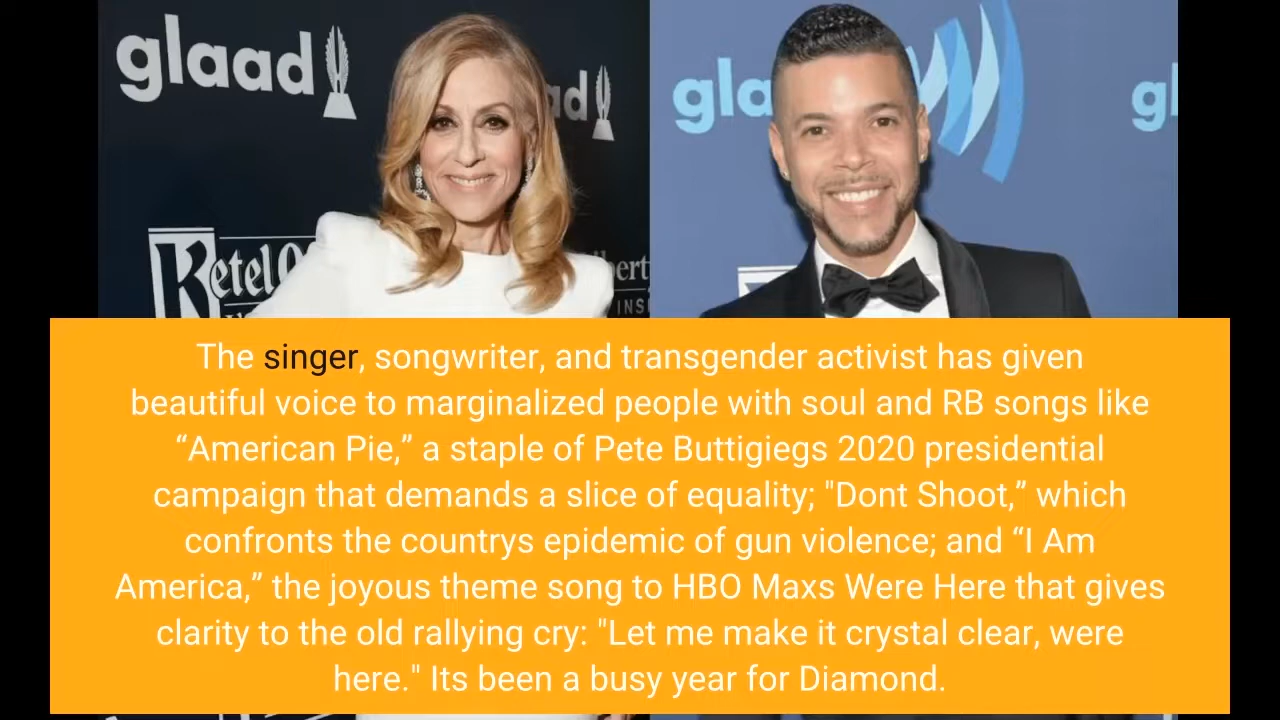 glaad
ad
gla
gl
Ketel O
bert
INS
The singer, songwriter, and transgender activist has given
beautiful voice to marginalized people with soul and RB songs like
“American Pie,” a staple of Pete Buttigiegs 2020 presidential
campaign that demands a slice of equality; "Dont Shoot,” which
confronts the countrys epidemic of gun violence; and “I Am
America,” the joyous theme song to HBO Maxs Were Here that gives
clarity to the old rallying cry: "Let me make it crystal clear, were
here." Its been a busy year for Diamond.